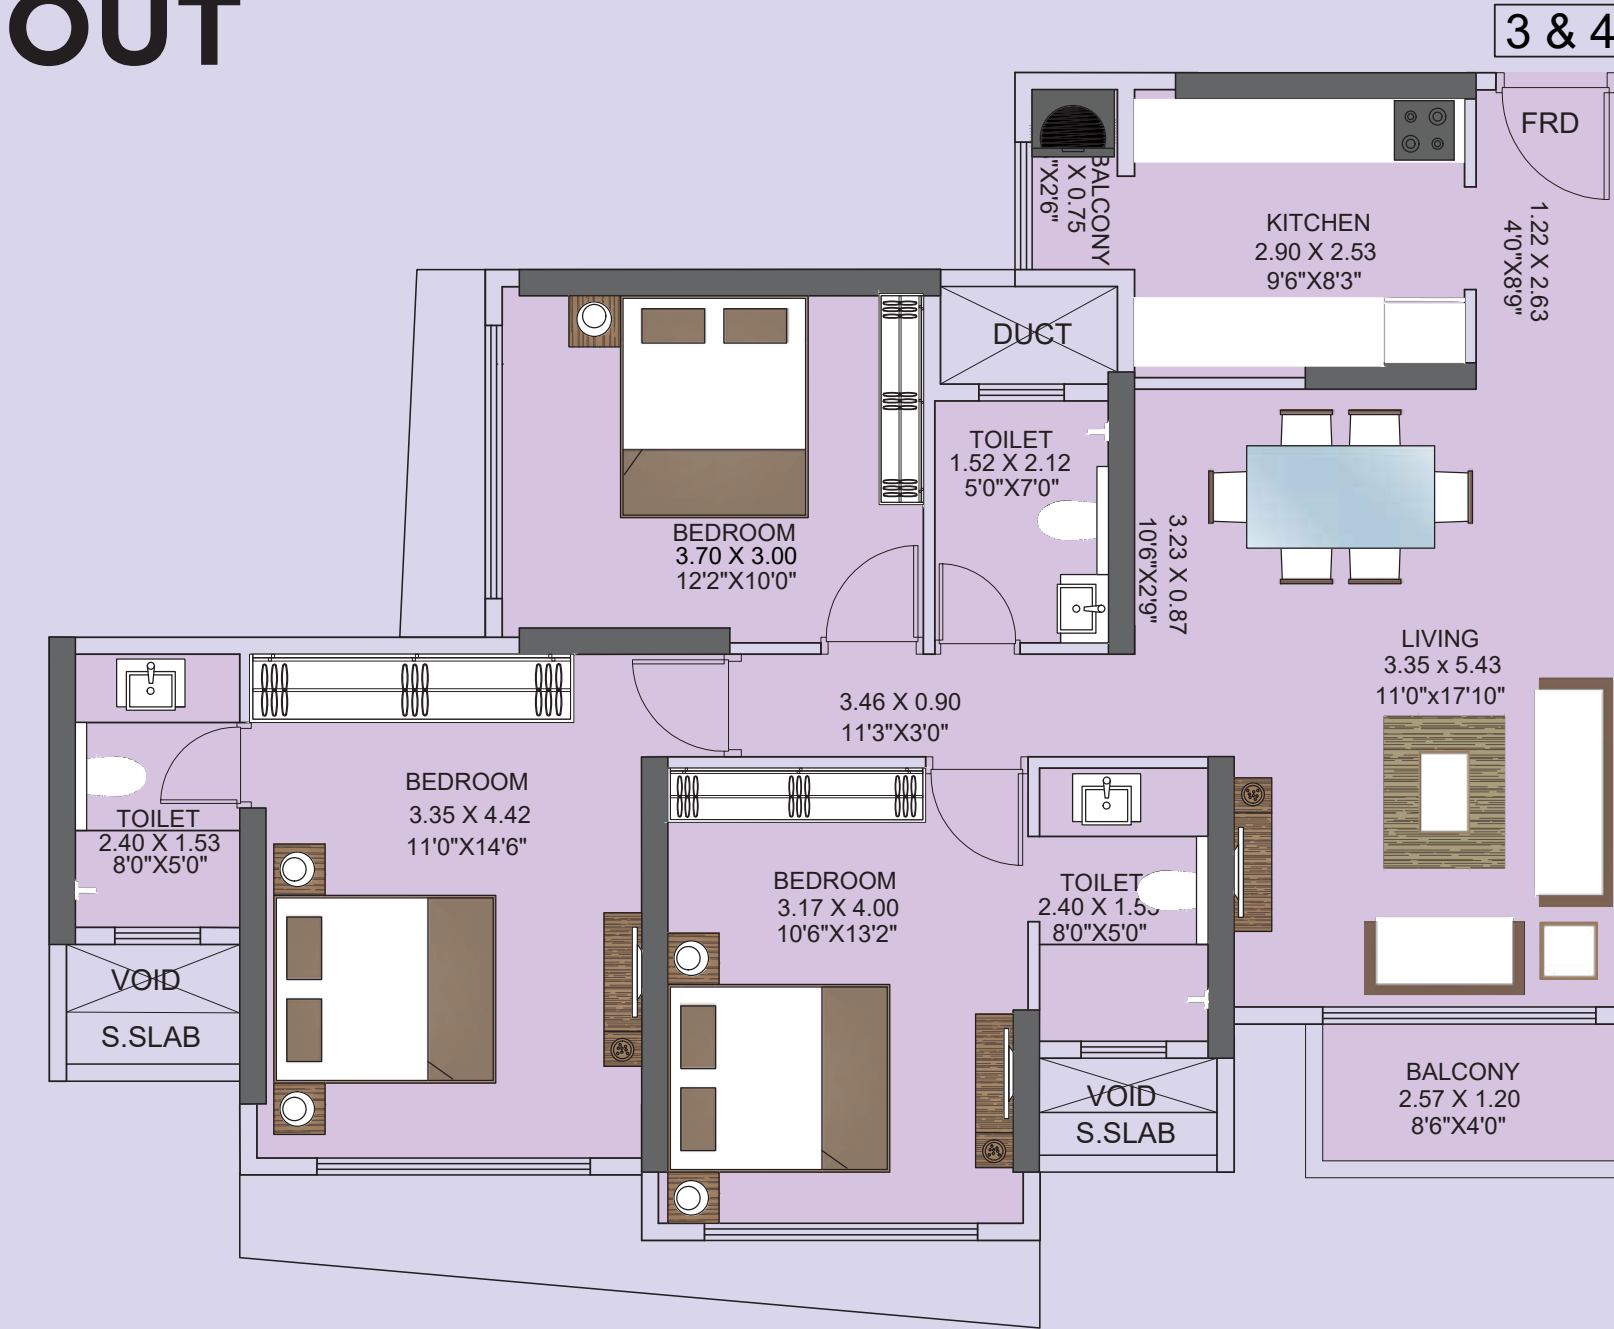 OUT
3 & 4
FRD
BALCONY
X 0.75
"X2'6"
KITCHEN
2.90 X 2.53
9'6"X8'3"
1.22 X 2.63
4'0"X8'9"
DUCT
TOILET
1.52 X 2.12
5'0"X7'0"
BEDROOM
3.70 X 3.00
12'2"X10'0"
3.23 X 0.87
10'6"X2'9"
LIVING
3.35 x 5.43
11'0"x17'10"
3.46 X 0.90
11'3"X3'0"
BEDROOM
3.35 X 4.42
11'0"X14'6"
TOILET
2.40 X 1.53
8'0"X5'0"
BEDROOM
3.17 X 4.00
10'6"X13'2"
TOILET
2.40 X 1.53
8'0"X5'0"
VOID
S.SLAB
VOID
S.SLAB
BALCONY
2.57 X 1.20
8'6"X4'0"